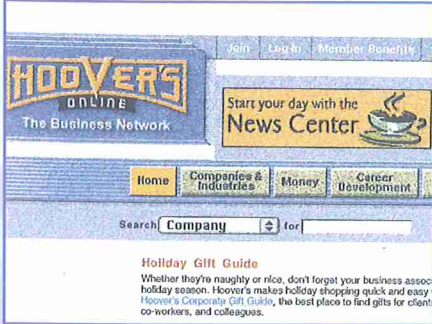 Join Log In Member Benefits
HOOVER'S
ONLINE
The Business Network
Start your day with the
News Center
Home Companies & Industries Money Career Development
Search Company for
Holiday Gift Guide
Whether they're naughty or nice, don't forget your business assoc
holiday season. Hoover's makes holiday shopping quick and easy
Hoover's Corporate Gift Guide, the best place to find gifts for clients
co-workers, and colleagues.